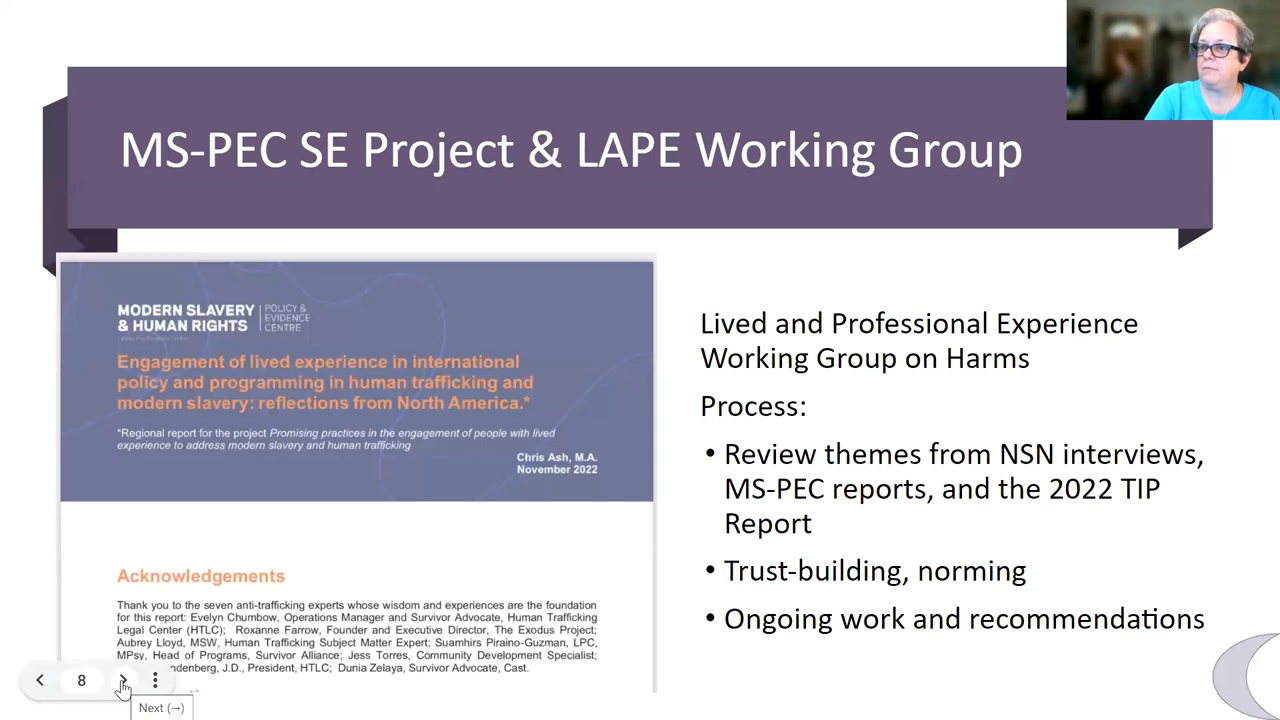 MS-PEC SE Project & LAPE Working Group
MODERN SLAVERY
& HUMAN RIGHTS
POLICY &
EVIDENCE
CENTRE
Engagement of lived experience in international
policy and programming in human trafficking and
modern slavery: reflections from North America.*
*Regional report for the project Promising practices in the engagement of people with lived
experience to address modern slavery and human trafficking
Chris Ash, M.A.
November 2022
Acknowledgements
Thank you to the seven anti-trafficking experts whose wisdom and experiences are the foundation
for this report: Evelyn Chumbow, Operations Manager and Survivor Advocate, Human Trafficking
Legal Center (HTLC); Roxanne Farrow, Founder and Executive Director, The Exodus Project;
Aubrey Lloyd, MSW, Human Trafficking Subject Matter Expert; Suamhirs Piraino-Guzman, LPC,
MPsy, Head of Programs, Survivor Alliance; Jess Torres, Community Development Specialist;
ndenberg, J.D., President, HTLC; Dunia Zelaya, Survivor Advocate, Cast.
Lived and Professional Experience
Working Group on Harms
Process:
• Review themes from NSN interviews,
MS-PEC reports, and the 2022 TIP
Report
• Trust-building, norming
• Ongoing work and recommendations
8
Next (→)